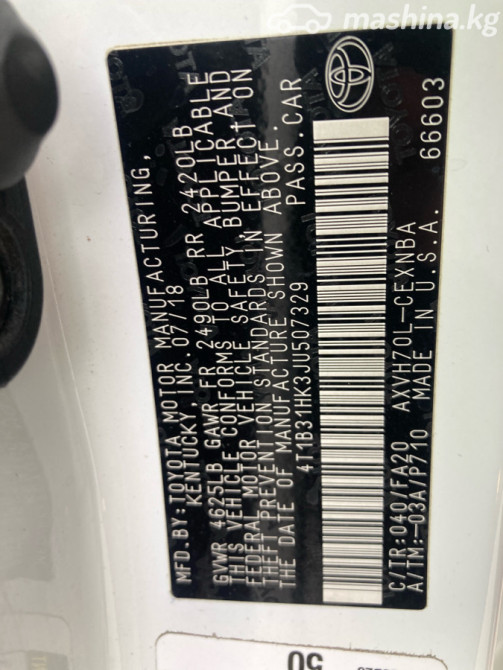 mashina.kg
MFD.BY:TOYOTA MOTOR MANUFACTURING,
KENTUCKY, INC. 07/18
GVWR 4625LB GAWR FR 2490LB RR 2420LB
THIS VEHICLE CONFORMS TO ALL APPLICABLE
FEDERAL MOTOR VEHICLE SAFETY, BUMPER, AND
THEFT PREVENTION STANDARDS IN EFFECT ON
THE DATE OF MANUFACTURE SHOWN ABOVE.
4T1B31HK3JU507329 PASS.CAR
C/TR:040/FA20 AXVH70L-CEXNBA
A/TM:-03A/P710 MADE IN U.S.A. 66603
50